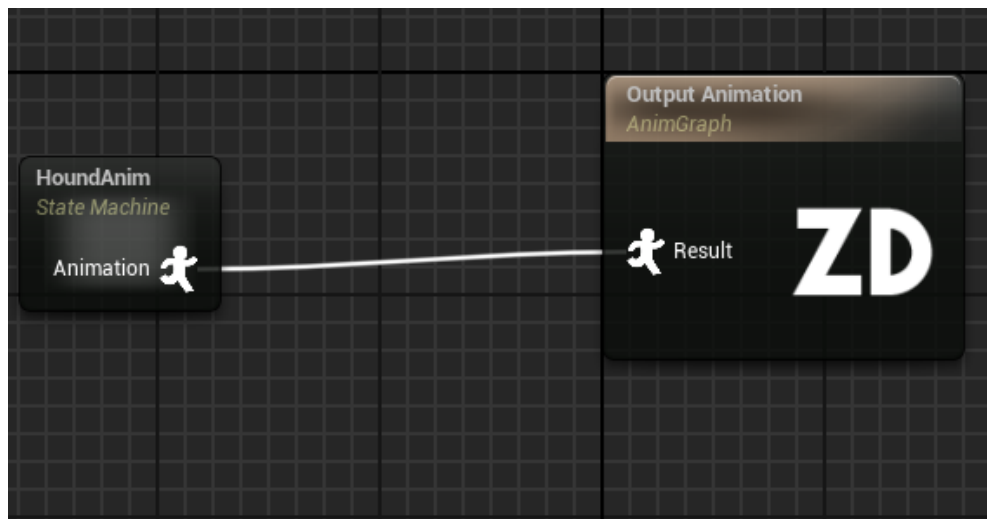 HoundAnim
State Machine
Animation
Output Animation
AnimGraph
Result
ZD